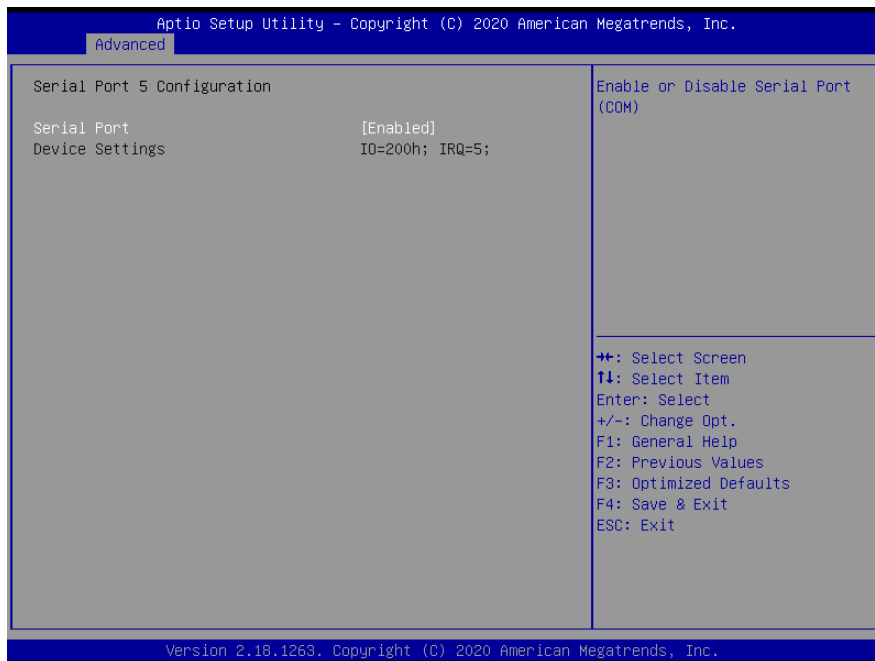 Aptio Setup Utility – Copyright (C) 2020 American Megatrends, Inc.
Advanced
Serial Port 5 Configuration
Serial Port [Enabled]
Device Settings IO=200h; IRQ=5;
Enable or Disable Serial Port
(COM)
→←: Select Screen
↑↓: Select Item
Enter: Select
+/-: Change Opt.
F1: General Help
F2: Previous Values
F3: Optimized Defaults
F4: Save & Exit
ESC: Exit
Version 2.18.1263. Copyright (C) 2020 American Megatrends, Inc.